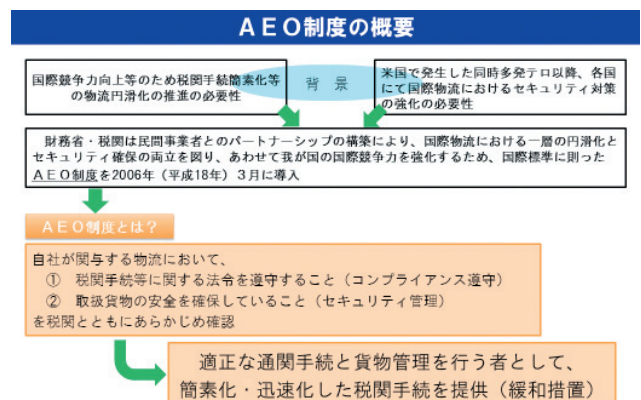 AEO制度の概要
国際競争力向上等のため税関手続簡素化等
の物流円滑化の推進の必要性
背 景
米国で発生した同時多発テロ以降、各国
にて国際物流におけるセキュリティ対策
の強化の必要性
財務省・税関は民間事業者とのパートナーシップの構築により、国際物流における一層の円滑化と
セキュリティ確保の両立を図り、あわせて我が国の国際競争力を強化するため、国際標準に則った
AEO制度を2006年（平成18年）３月に導入
AEO制度とは？
自社が関与する物流において、
① 税関手続等に関する法令を遵守すること（コンプライアンス遵守）
② 取扱貨物の安全を確保していること（セキュリティ管理）
を税関とともにあらかじめ確認
適正な通関手続と貨物管理を行う者として、
簡素化・迅速化した税関手続を提供（緩和措置）